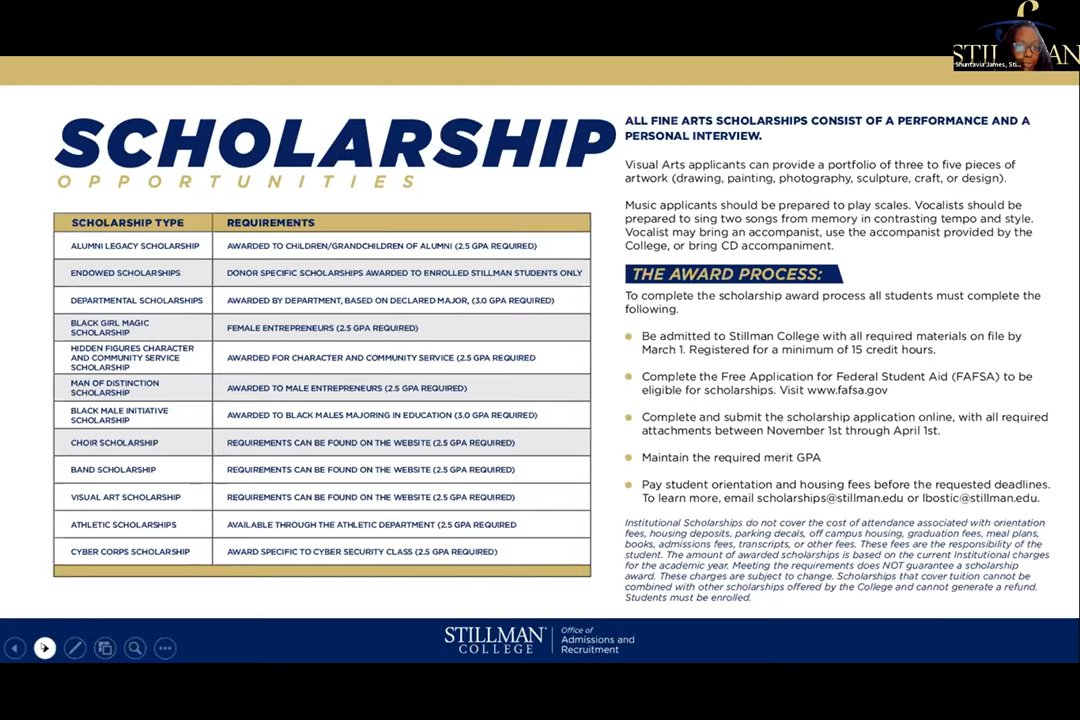 STILLMAN
Shuntavia James, Sti...
SCHOLARSHIP
OPPORTUNITIES
SCHOLARSHIP TYPE REQUIREMENTS
ALUMNI LEGACY SCHOLARSHIP AWARDED TO CHILDREN/GRANDCHILDREN OF ALUMNI (2.5 GPA REQUIRED)
ENDOWED SCHOLARSHIPS DONOR SPECIFIC SCHOLARSHIPS AWARDED TO ENROLLED STILLMAN STUDENTS ONLY
DEPARTMENTAL SCHOLARSHIPS AWARDED BY DEPARTMENT, BASED ON DECLARED MAJOR, (3.0 GPA REQUIRED)
BLACK GIRL MAGIC
SCHOLARSHIP
FEMALE ENTREPRENEURS (2.5 GPA REQUIRED)
HIDDEN FIGURES CHARACTER
AND COMMUNITY SERVICE
SCHOLARSHIP
AWARDED FOR CHARACTER AND COMMUNITY SERVICE (2.5 GPA REQUIRED
MAN OF DISTINCTION
SCHOLARSHIP
AWARDED TO MALE ENTREPRENEURS (2.5 GPA REQUIRED)
BLACK MALE INITIATIVE
SCHOLARSHIP
AWARDED TO BLACK MALES MAJORING IN EDUCATION (3.0 GPA REQUIRED)
CHOIR SCHOLARSHIP REQUIREMENTS CAN BE FOUND ON THE WEBSITE (2.5 GPA REQUIRED)
BAND SCHOLARSHIP REQUIREMENTS CAN BE FOUND ON THE WEBSITE (2.5 GPA REQUIRED)
VISUAL ART SCHOLARSHIP REQUIREMENTS CAN BE FOUND ON THE WEBSITE (2.5 GPA REQUIRED)
ATHLETIC SCHOLARSHIPS AVAILABLE THROUGH THE ATHLETIC DEPARTMENT (2.5 GPA REQUIRED
CYBER CORPS SCHOLARSHIP AWARD SPECIFIC TO CYBER SECURITY CLASS (2.5 GPA REQUIRED)
ALL FINE ARTS SCHOLARSHIPS CONSIST OF A PERFORMANCE AND A
PERSONAL INTERVIEW.
Visual Arts applicants can provide a portfolio of three to five pieces of
artwork (drawing, painting, photography, sculpture, craft, or design).
Music applicants should be prepared to play scales. Vocalists should be
prepared to sing two songs from memory in contrasting tempo and style.
Vocalist may bring an accompanist, use the accompanist provided by the
College, or bring CD accompaniment.
THE AWARD PROCESS:
To complete the scholarship award process all students must complete the
following.
Be admitted to Stillman College with all required materials on file by
March 1. Registered for a minimum of 15 credit hours.
Complete the Free Application for Federal Student Aid (FAFSA) to be
eligible for scholarships. Visit www.fafsa.gov
Complete and submit the scholarship application online, with all required
attachments between November 1st through April 1st.
Maintain the required merit GPA
Pay student orientation and housing fees before the requested deadlines.
To learn more, email scholarships@stillman.edu or lbostic@stillman.edu.
Institutional Scholarships do not cover the cost of attendance associated with orientation
fees, housing deposits, parking decals, off campus housing, graduation fees, meal plans,
books, admissions fees, transcripts, or other fees. These fees are the responsibility of the
student. The amount of awarded scholarships is based on the current Institutional charges
for the academic year. Meeting the requirements does NOT guarantee a scholarship
award. These charges are subject to change. Scholarships that cover tuition cannot be
combined with other scholarships offered by the College and cannot generate a refund.
Students must be enrolled.
STILLMAN
COLLEGE
Office of
Admissions and
Recruitment